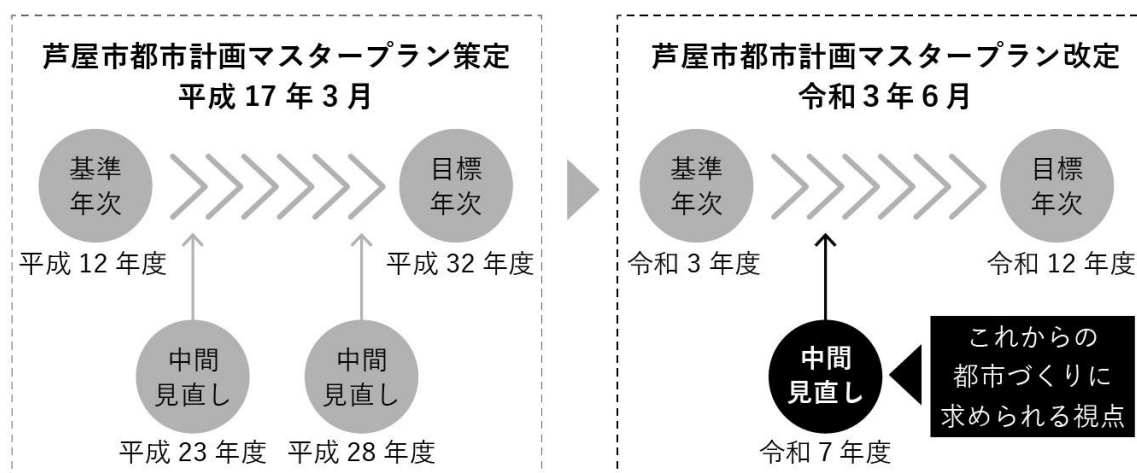 芦屋市都市計画マスタープラン策定
平成 17 年 3 月
基準
年次
目標
年次
平成 12 年度
平成 32 年度
中間
見直し
中間
見直し
平成 23 年度
平成 28 年度
芦屋市都市計画マスタープラン改定
令和 3 年 6 月
基準
年次
目標
年次
令和 3 年度
令和 12 年度
中間
見直し
令和 7 年度
これからの
都市づくりに
求められる視点